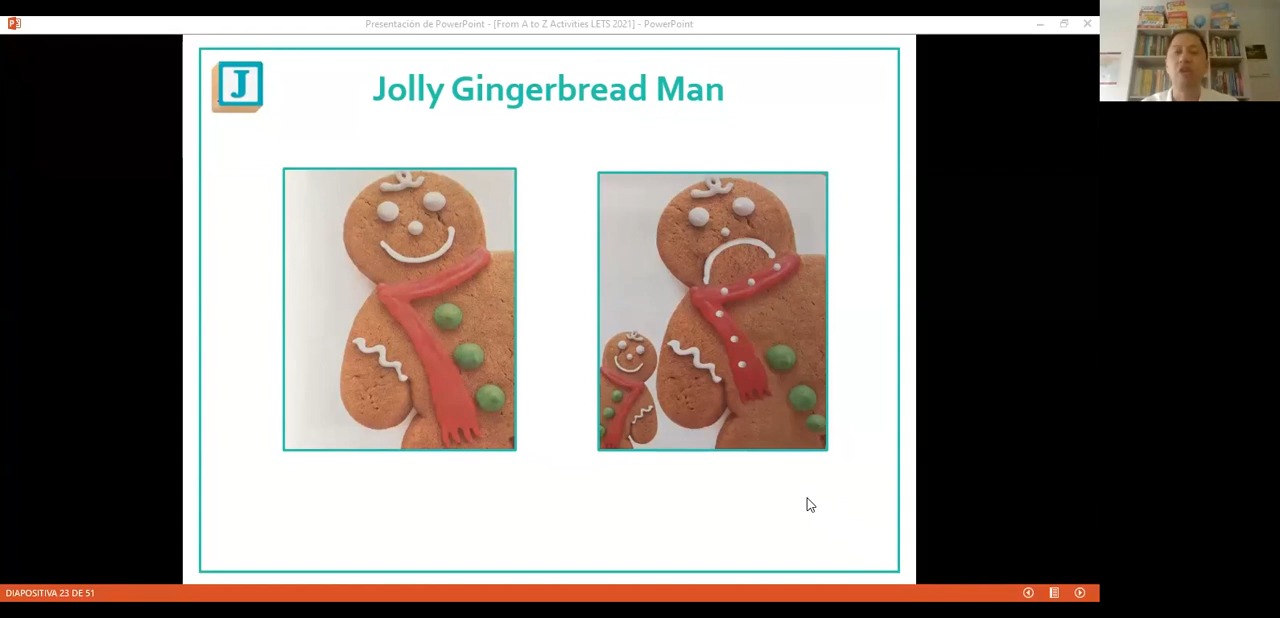 Presentación de PowerPoint - [From A to Z Activities LETS 2021] - PowerPoint
J
Jolly Gingerbread Man
DIAPOSITIVA 23 DE 51